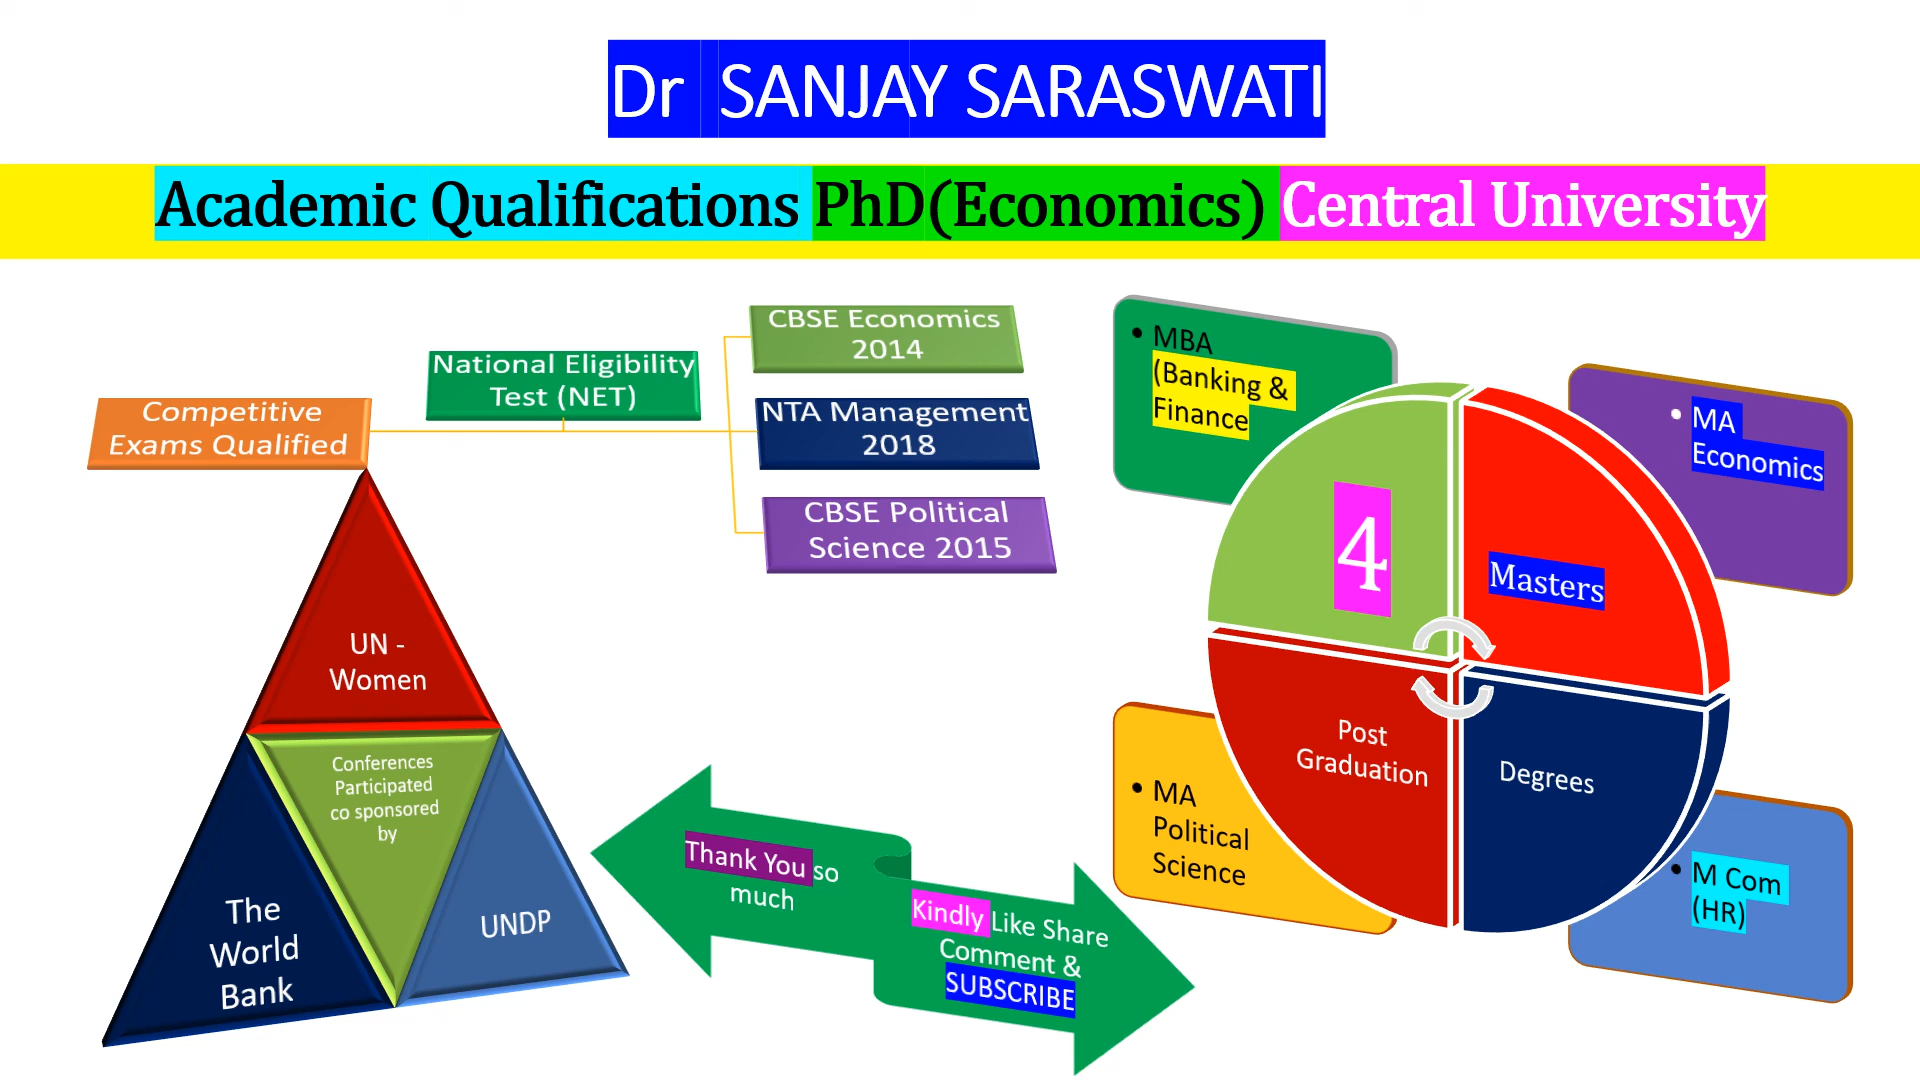 Dr SANJAY SARASWATI
Academic Qualifications PhD(Economics) Central University
Competitive
Exams Qualified
National Eligibility
Test (NET)
CBSE Economics
2014
NTA Management
2018
CBSE Political
Science 2015
UN -
Women
Conferences
Participated
co sponsored
by
The
World
Bank
UNDP
Thank You so
much
Kindly Like Share
Comment &
SUBSCRIBE
• MBA
(Banking &
Finance
• MA
Economics
4
Masters
Post
Graduation
Degrees
• MA
Political
Science
• M Com
(HR)